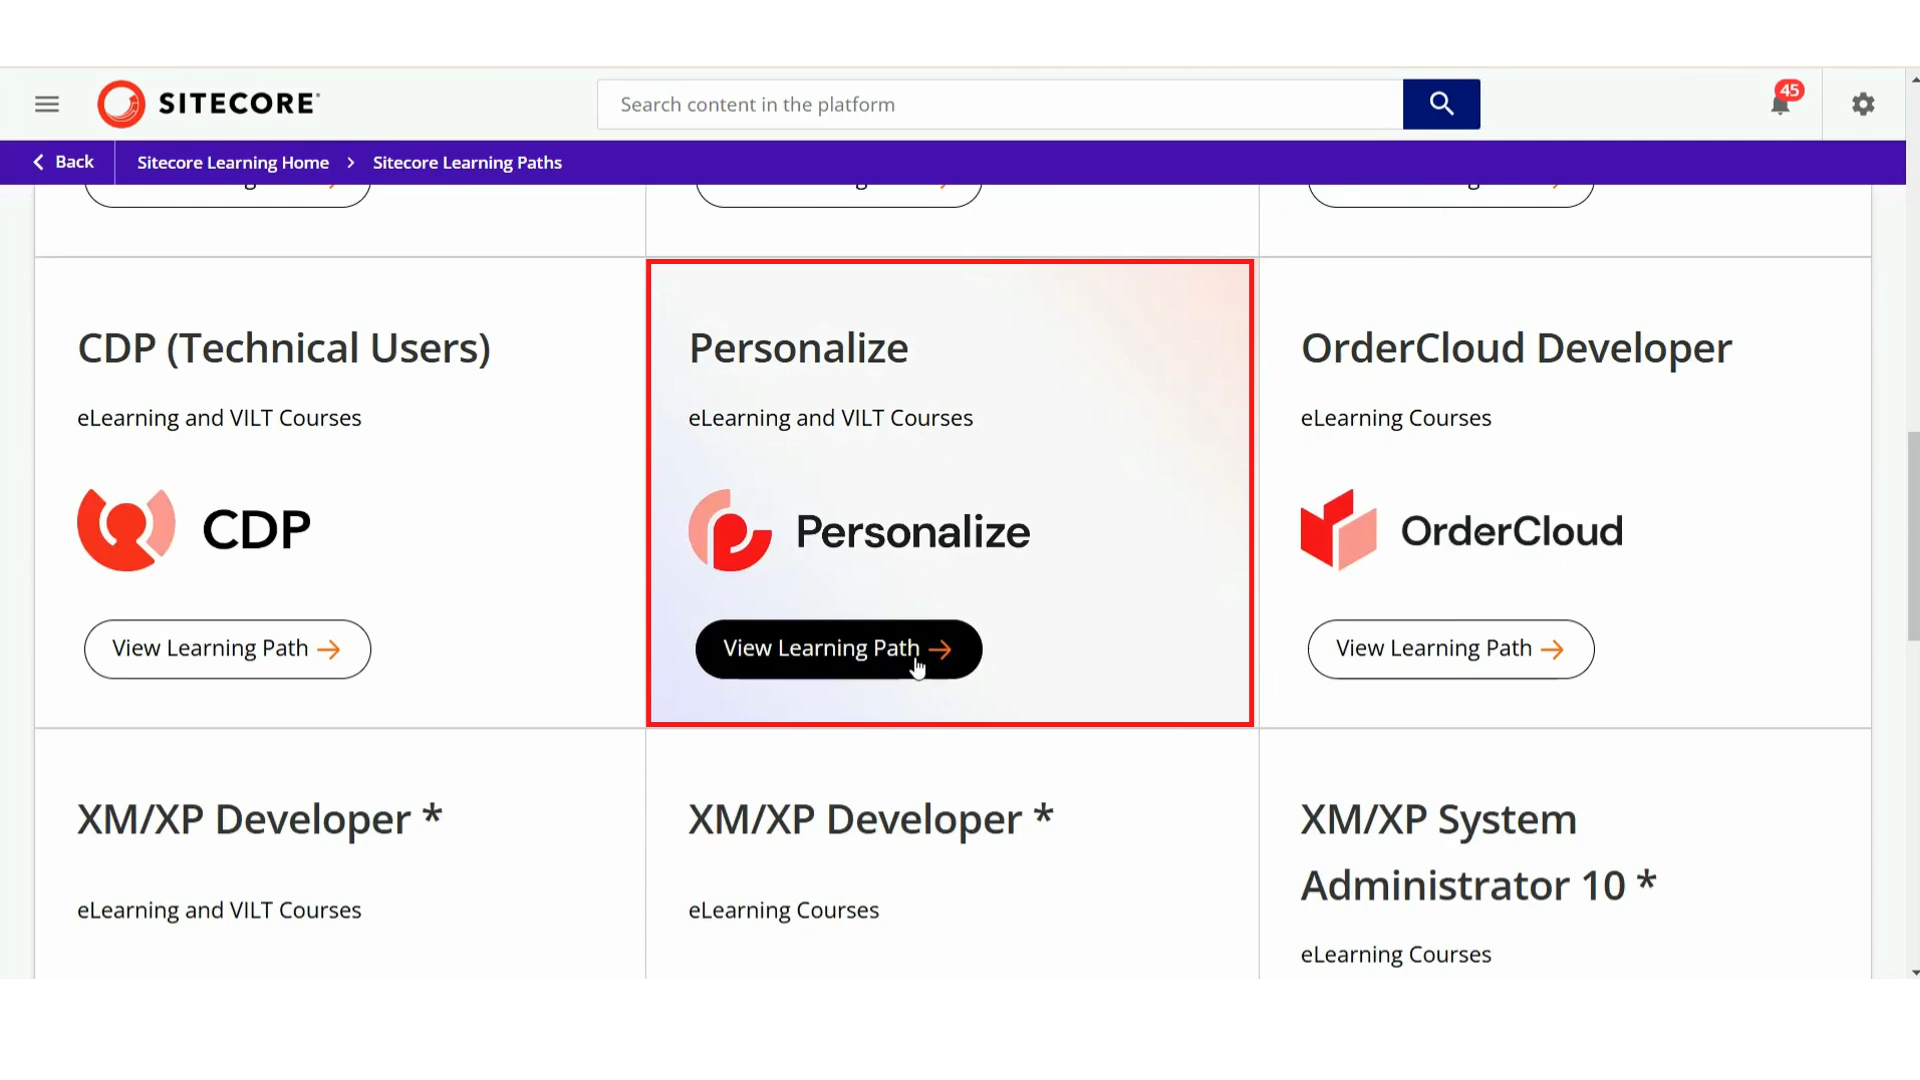 SITECORE
Search content in the platform
45
Back
Sitecore Learning Home > Sitecore Learning Paths
CDP (Technical Users)
eLearning and VILT Courses
CDP
View Learning Path →
Personalize
eLearning and VILT Courses
Personalize
View Learning Path →
OrderCloud Developer
eLearning Courses
OrderCloud
View Learning Path →
XM/XP Developer *
eLearning and VILT Courses
XM/XP Developer *
eLearning Courses
XM/XP System
Administrator 10 *
eLearning Courses